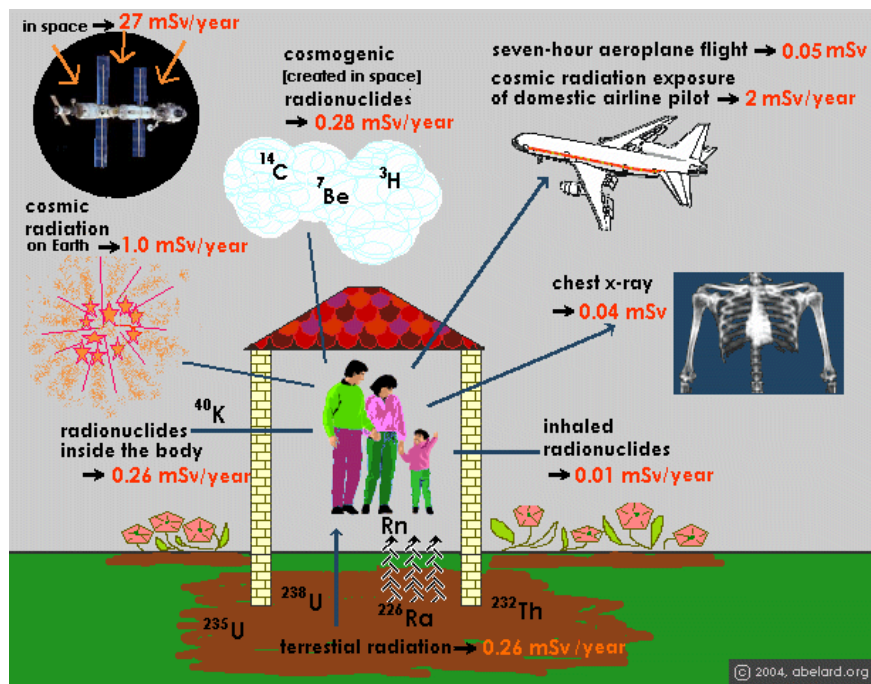 in space → 27 mSv/year
cosmogenic
[created in space]
radionuclides
→ 0.28 mSv/year
seven-hour aeroplane flight → 0.05 mSv
cosmic radiation exposure
of domestic airline pilot → 2 mSv/year
14C
7Be
3H
cosmic
radiation
on Earth → 1.0 mSv/year
chest x-ray
→ 0.04 mSv
40K
radionuclides
inside the body
→ 0.26 mSv/year
inhaled
radionuclides
→ 0.01 mSv/year
Rn
238U
226Ra
232Th
235U
terrestial radiation → 0.26 mSv/year
© 2004, abelard.org